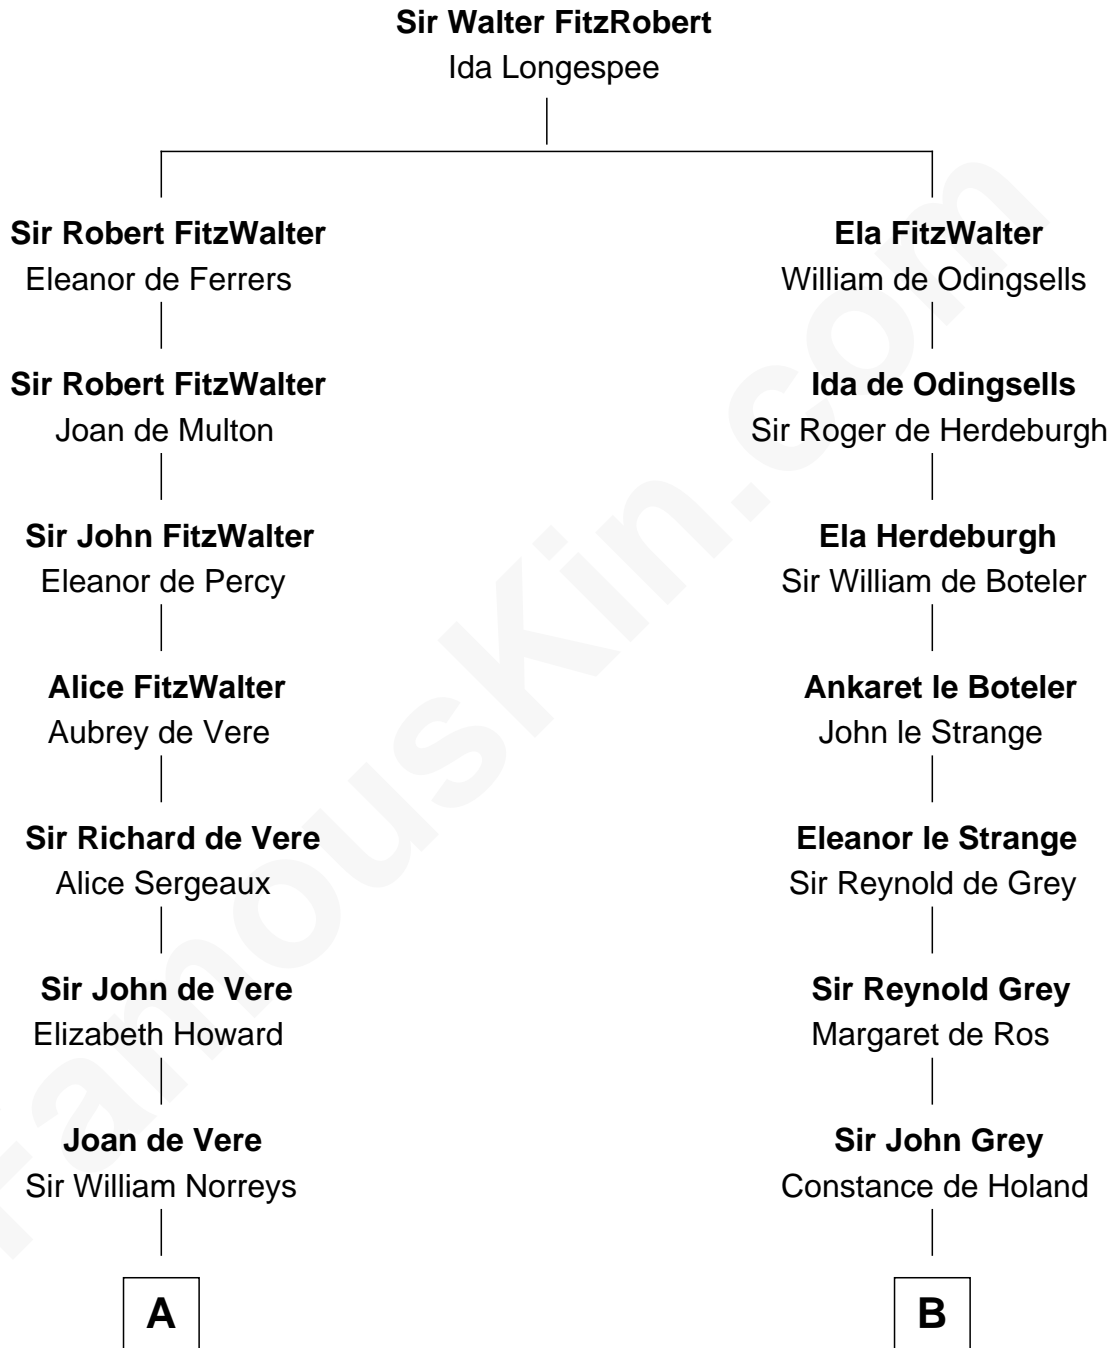 Sir Walter FitzRobert
Ida Longespee
Sir Robert FitzWalter
Eleanor de Ferrers
Ela FitzWalter
William de Odingsells
Sir Robert FitzWalter
Joan de Multon
Ida de Odingsells
Sir Roger de Herdeburgh
Sir John FitzWalter
Eleanor de Percy
Ela Herdeburgh
Sir William de Boteler
Alice FitzWalter
Aubrey de Vere
Ankaret le Boteler
John le Strange
Sir Richard de Vere
Alice Sergeaux
Eleanor le Strange
Sir Reynold de Grey
Sir John de Vere
Elizabeth Howard
Sir Reynold Grey
Margaret de Ros
Joan de Vere
Sir William Norreys
Sir John Grey
Constance de Holand
A
B
FamousKin.com